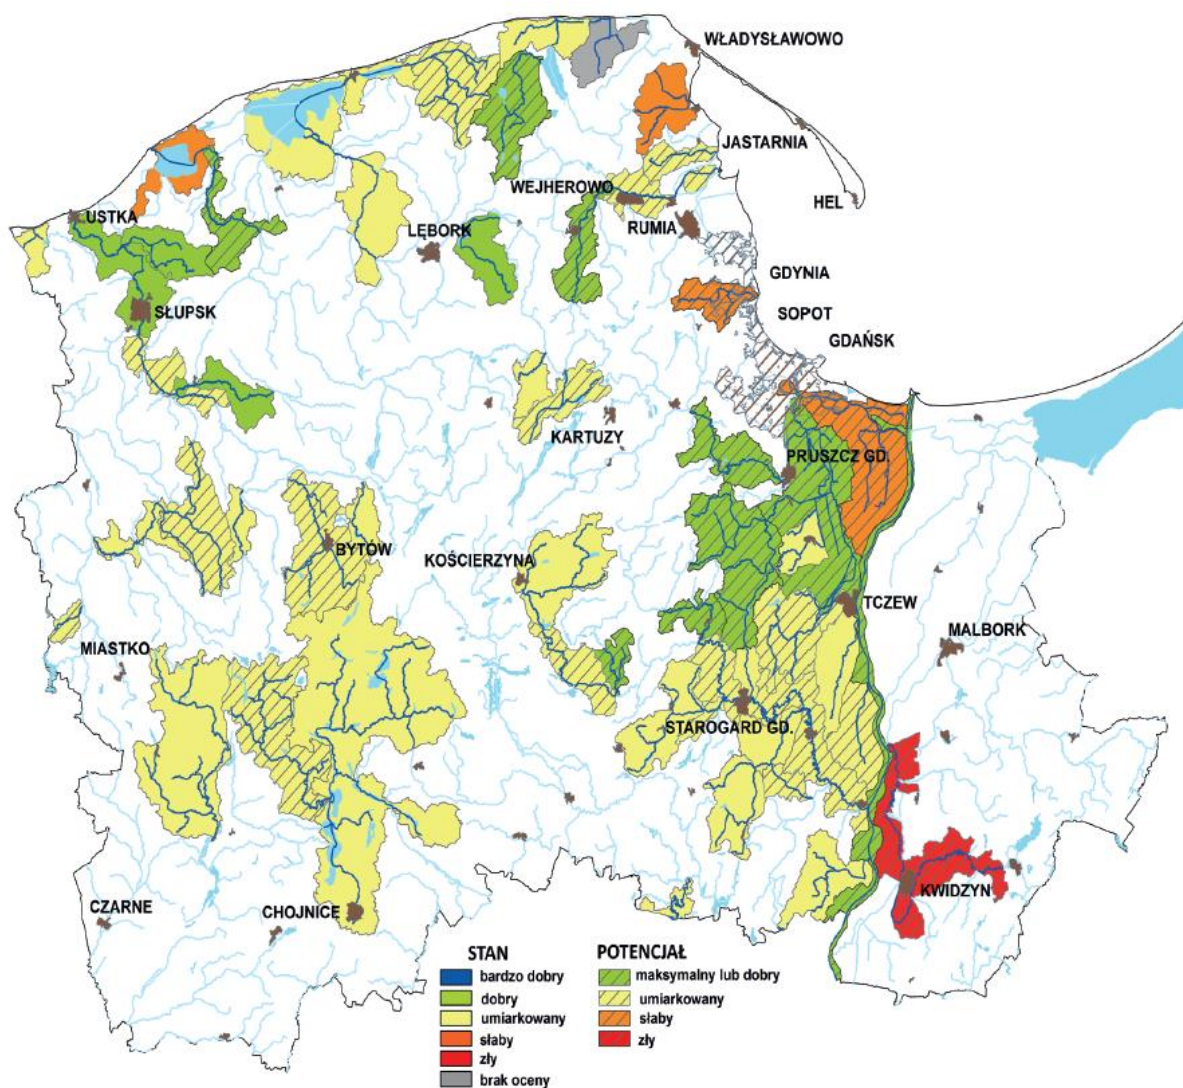 WŁADYSŁAWOWO
JASTARNIA
WEJHEROWO
HEL
USTKA
RUMIA
LĘBORK
GDYNIA
SŁUPSK
SOPOT
GDAŃSK
KARTUZY
PRUSZCZ GD.
BYTÓW
KOŚCIERZYNA
TCZEW
MALBORK
MIASTKO
STAROGARD GD.
KWIDZYN
CZARNE
CHOJNICE
STAN
bardzo dobry
dobry
umiarkowany
słaby
zły
brak oceny
POTENCJAŁ
maksymalny lub dobry
umiarkowany
słaby
zły